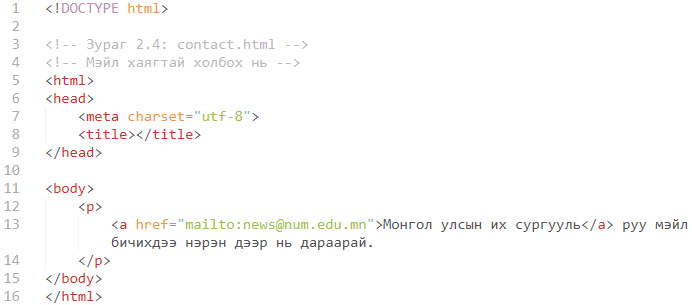 1 <!DOCTYPE html>
2
3 <!-- Зураг 2.4: contact.html -->
4 <!-- Мэйл хаягтай холбох нь -->
5 <html>
6 <head>
7 <meta charset="utf-8">
8 <title></title>
9 </head>
10
11 <body>
12 <p>
13 <a href="mailto:news@num.edu.mn">Монгол улсын их сургууль</a> руу мэйл
бичихдээ нэрэн дээр нь дараарай.
14 </p>
15 </body>
16 </html>